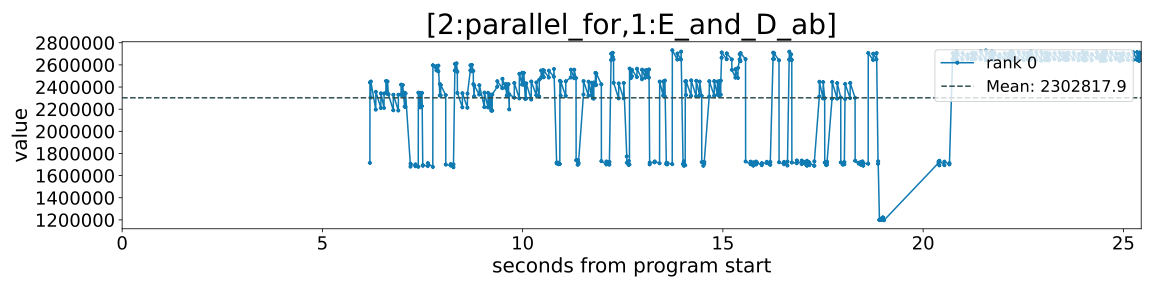 [2:parallel_for,1:E_and_D_ab]
2800000
2600000
2400000
2200000
2000000
1800000
1600000
1400000
1200000
value
rank 0
Mean: 2302817.9
0 5 10 15 20 25
seconds from program start